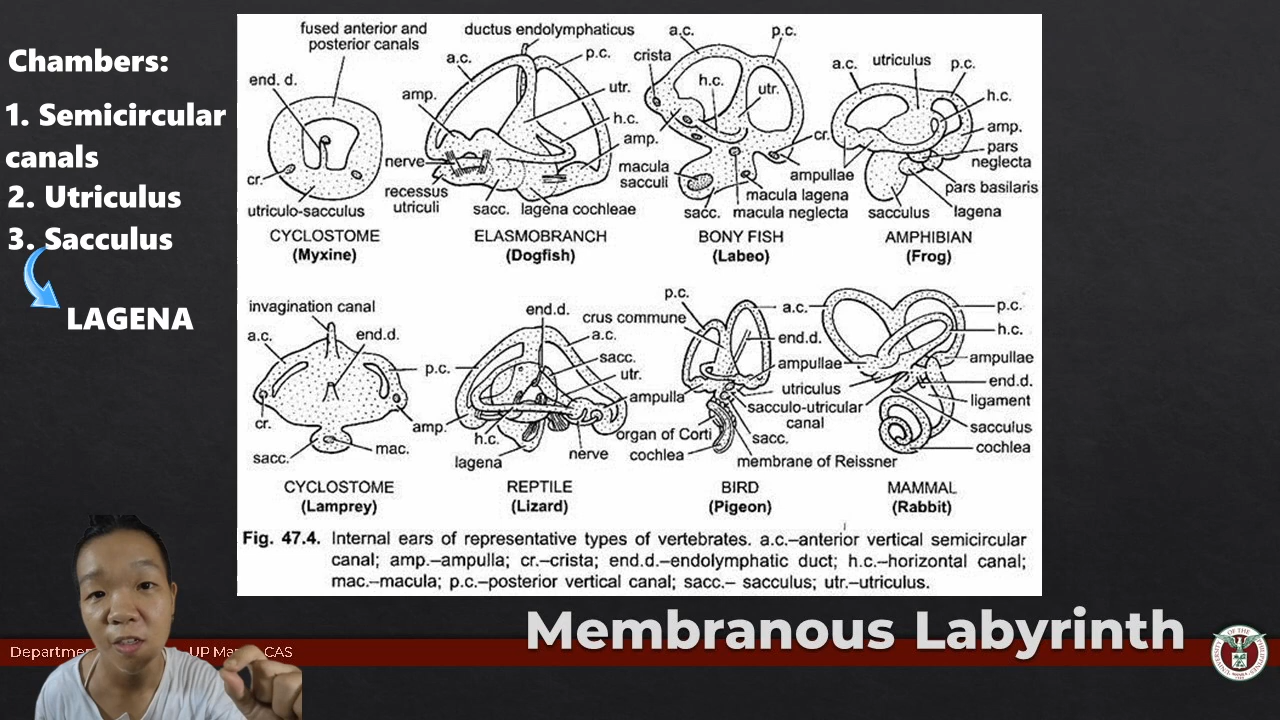 Chambers:
1. Semicircular
canals
2. Utriculus
3. Sacculus
LAGENA
fused anterior and
posterior canals
end. d.
cr.
utriculo-sacculus
CYCLOSTOME
(Myxine)
ductus endolymphaticus
a.c.
p.c.
amp.
utr.
h.c.
amp.
nerve
recessus
utriculi
sacc.
lagena cochleae
ELASMOBRANCH
(Dogfish)
a.c.
p.c.
crista
h.c.
utr.
cr.
macula
sacculi
ampullae
macula lagena
sacc.
macula neglecta
BONY FISH
(Labeo)
a.c.
utriculus
p.c.
h.c.
amp.
pars
neglecta
pars basilaris
sacculus
lagena
AMPHIBIAN
(Frog)
invagination canal
a.c.
end.d.
p.c.
cr.
amp.
sacc.
mac.
CYCLOSTOME
(Lamprey)
end.d.
a.c.
sacc.
utr.
ampulla
h.c.
lagena
nerve
REPTILE
(Lizard)
p.c.
crus commune
a.c.
end.d.
ampullae
utriculus
sacculo-utricular
canal
organ of Corti
cochlea
sacc.
membrane of Reissner
BIRD
(Pigeon)
p.c.
h.c.
ampullae
end.d.
ligament
sacculus
cochlea
MAMMAL
(Rabbit)
Fig. 47.4. Internal ears of representative types of vertebrates. a.c.–anterior vertical semicircular
canal; amp.–ampulla; cr.–crista; end.d.–endolymphatic duct; h.c.–horizontal canal;
mac.–macula; p.c.–posterior vertical canal; sacc.– sacculus; utr.–utriculus.
Membranous Labyrinth
UP CAS